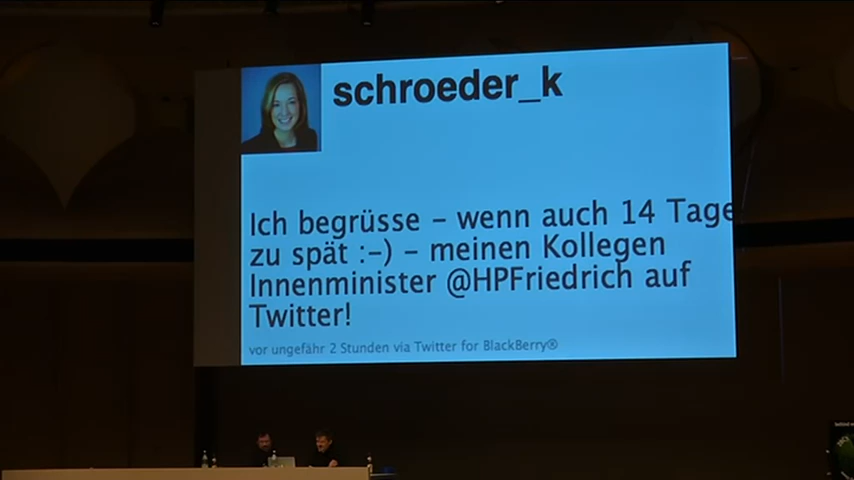 schroeder_k
Ich begrüsse – wenn auch 14 Tage
zu spät :-) – meinen Kollegen
Innenminister @HPFriedrich auf
Twitter!
vor ungefähr 2 Stunden via Twitter for BlackBerry®